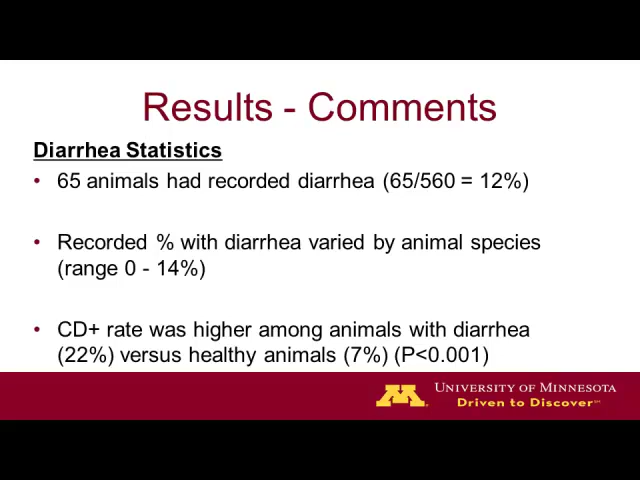 Results - Comments
Diarrhea Statistics
• 65 animals had recorded diarrhea (65/560 = 12%)
• Recorded % with diarrhea varied by animal species
(range 0 - 14%)
• CD+ rate was higher among animals with diarrhea
(22%) versus healthy animals (7%) (P<0.001)
M
UNIVERSITY OF MINNESOTA
Driven to Discover℠